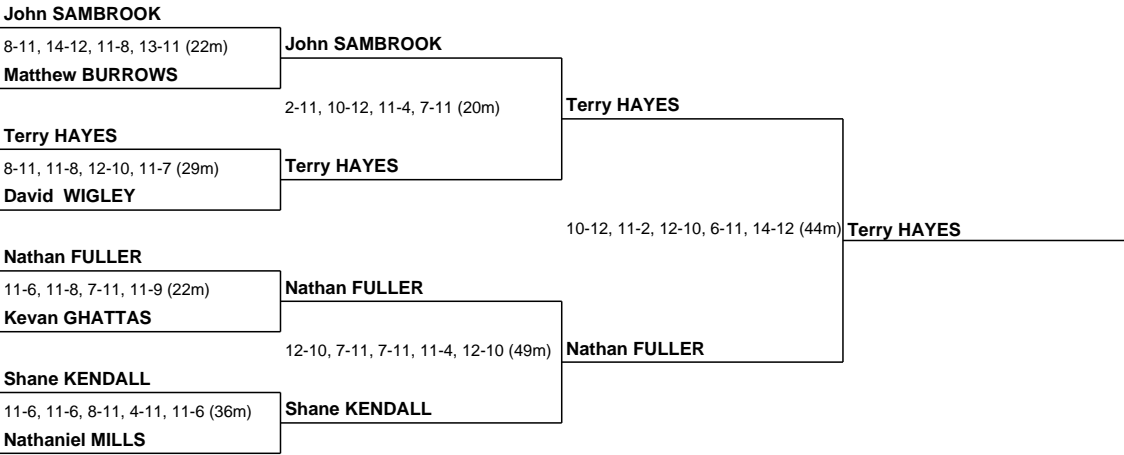 John SAMBROOK
8-11, 14-12, 11-8, 13-11 (22m)
Matthew BURROWS
John SAMBROOK
2-11, 10-12, 11-4, 7-11 (20m)
Terry HAYES
Terry HAYES
8-11, 11-8, 12-10, 11-7 (29m)
David  WIGLEY
Terry HAYES
10-12, 11-2, 12-10, 6-11, 14-12 (44m)
Terry HAYES
Nathan FULLER
11-6, 11-8, 7-11, 11-9 (22m)
Kevan GHATTAS
Nathan FULLER
12-10, 7-11, 7-11, 11-4, 12-10 (49m)
Nathan FULLER
Shane KENDALL
11-6, 11-6, 8-11, 4-11, 11-6 (36m)
Nathaniel MILLS
Shane KENDALL